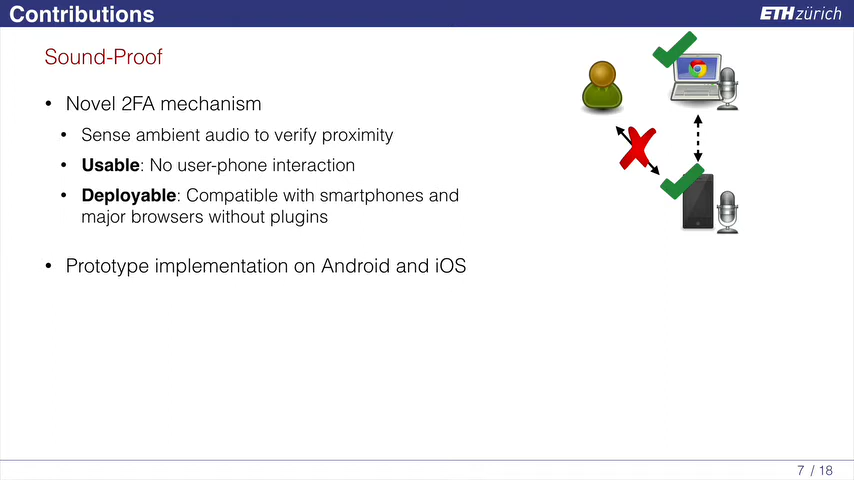 Contributions
ETH zürich
Sound-Proof
• Novel 2FA mechanism
• Sense ambient audio to verify proximity
• Usable: No user-phone interaction
• Deployable: Compatible with smartphones and
major browsers without plugins
• Prototype implementation on Android and iOS
7 / 18